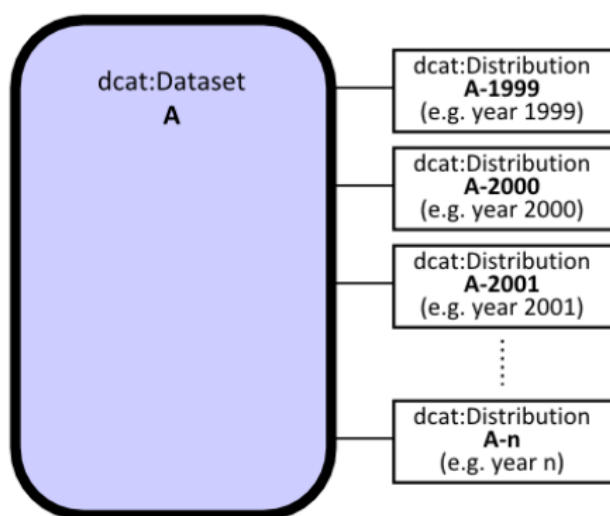 dcat:Dataset
A
dcat:Distribution
A-1999
(e.g. year 1999)
dcat:Distribution
A-2000
(e.g. year 2000)
dcat:Distribution
A-2001
(e.g. year 2001)
dcat:Distribution
A-n
(e.g. year n)